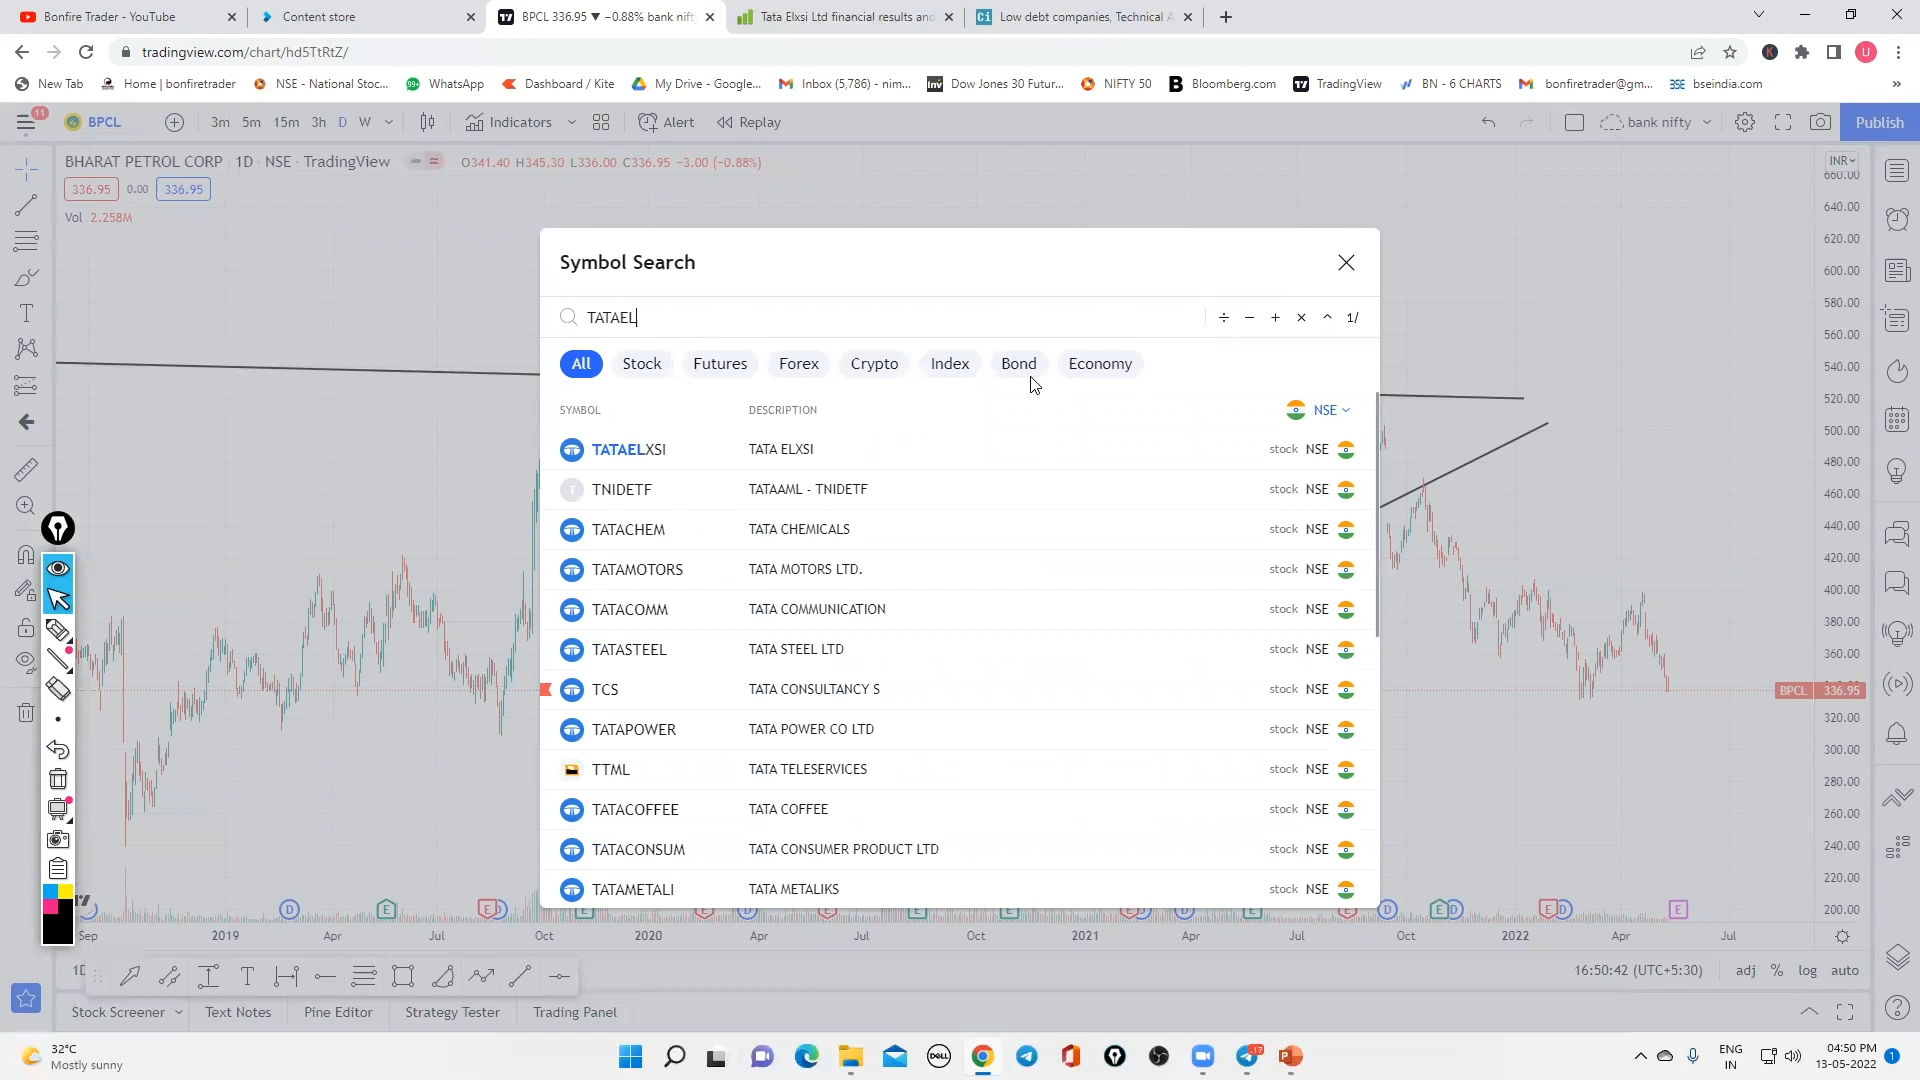 Bonfire Trader - YouTube
Content store
BPCL 336.95 ▼ −0.88% bank nift
Tata Elxsi Ltd financial results and
Low debt companies, Technical A
tradingview.com/chart/hd5TtRtZ/
U
New Tab
Home | bonfiretrader
NSE - National Stoc...
WhatsApp
Dashboard / Kite
My Drive - Google...
Inbox (5,786) - nim...
Dow Jones 30 Futur...
NIFTY 50
Bloomberg.com
TradingView
BN - 6 CHARTS
bonfiretrader@gm...
bseindia.com
»
11
BPCL
3m 5m 15m 3h D W
Indicators
Alert
Replay
bank nifty
Publish
BHARAT PETROL CORP · 1D · NSE · TradingView
O341.40 H345.30 L336.00 C336.95 −3.00 (−0.88%)
336.95 0.00 336.95
Vol 2.258M
INR
660.00
640.00
620.00
600.00
580.00
560.00
540.00
520.00
500.00
480.00
460.00
440.00
420.00
400.00
380.00
360.00
BPCL 336.95
320.00
300.00
280.00
260.00
240.00
220.00
200.00
Symbol Search
TATAEL
÷ − + × ^ 1/
All Stock Futures Forex Crypto Index Bond Economy
SYMBOL DESCRIPTION NSE
TATAELXSI TATA ELXSI stock NSE
T TNIDETF TATAAML - TNIDETF stock NSE
TATACHEM TATA CHEMICALS stock NSE
TATAMOTORS TATA MOTORS LTD. stock NSE
TATACOMM TATA COMMUNICATION stock NSE
TATASTEEL TATA STEEL LTD stock NSE
TCS TATA CONSULTANCY S stock NSE
TATAPOWER TATA POWER CO LTD stock NSE
TTML TATA TELESERVICES stock NSE
TATACOFFEE TATA COFFEE stock NSE
TATACONSUM TATA CONSUMER PRODUCT LTD stock NSE
TATAMETALI TATA METALIKS stock NSE
Sep 2019 Apr Jul Oct 2020 Apr Jul Oct 2021 Apr Jul Oct 2022 Apr Jul
16:50:42 (UTC+5:30) adj % log auto
Stock Screener
Text Notes
Pine Editor
Strategy Tester
Trading Panel
32°C
Mostly sunny
DELL
17
ENG
IN
04:50 PM
13-05-2022
1